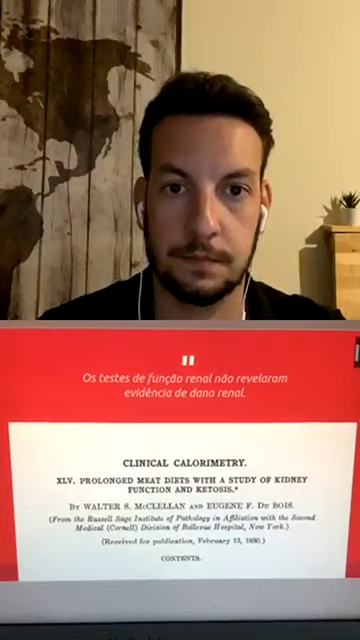 "
Os testes de função renal não revelaram
evidência de dano renal.
CLINICAL CALORIMETRY.
XLV. PROLONGED MEAT DIETS WITH A STUDY OF KIDNEY
FUNCTION AND KETOSIS.*
BY WALTER S. McCLELLAN AND EUGENE F. DU BOIS.
(From the Russell Sage Institute of Pathology in Affiliation with the Second
Medical (Cornell) Division of Bellevue Hospital, New York.)
(Received for publication, February 13, 1930.)
CONTENTS.